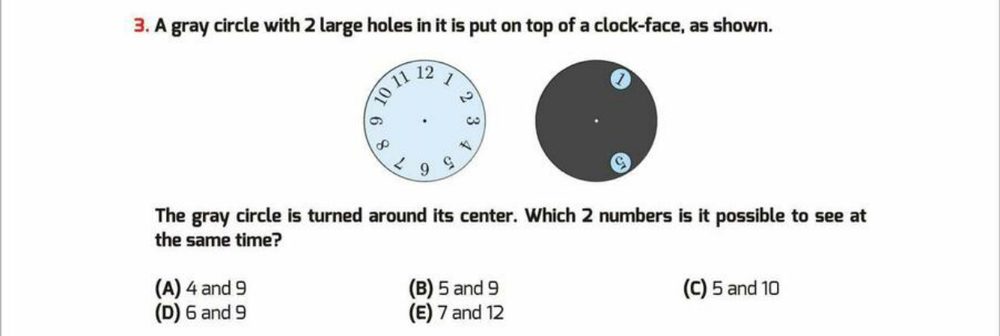 3. A gray circle with 2 large holes in it is put on top of a clock-face, as shown.
12 1 2 3 4 5 6 7 8 9 10 11
1
5
The gray circle is turned around its center. Which 2 numbers is it possible to see at
the same time?
(A) 4 and 9 (B) 5 and 9 (C) 5 and 10
(D) 6 and 9 (E) 7 and 12